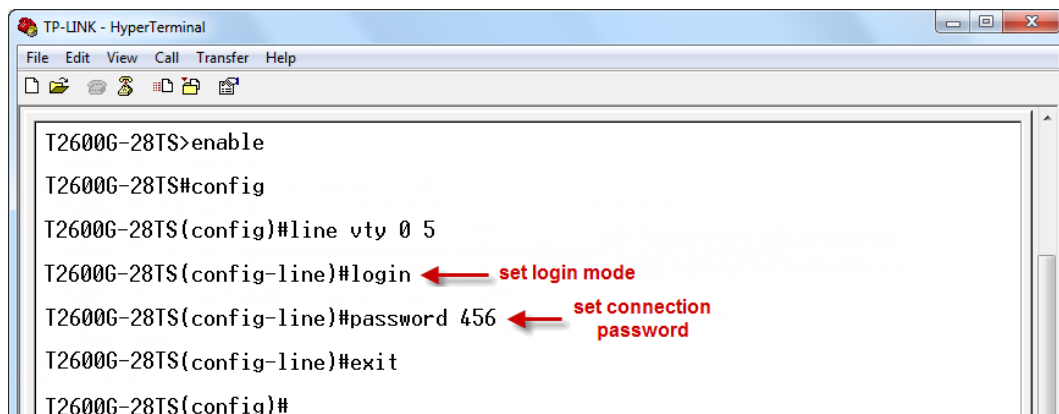 TP-LINK - HyperTerminal
File Edit View Call Transfer Help
T2600G-28TS>enable
T2600G-28TS#config
T2600G-28TS(config)#line vty 0 5
T2600G-28TS(config-line)#login
set login mode
T2600G-28TS(config-line)#password 456
set connection
password
T2600G-28TS(config-line)#exit
T2600G-28TS(config)#